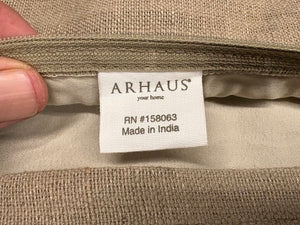 ARHAUS®
your home
RN #158063
Made in India